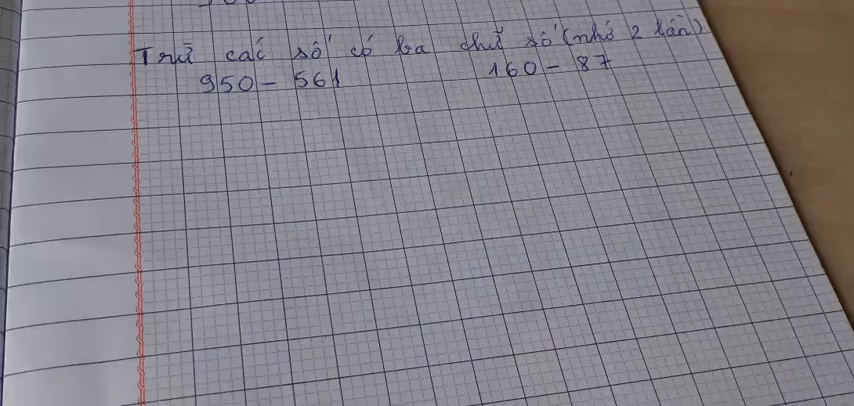 Trừ các số có ba chữ số (nhớ 2 lần)
950 - 561 160 - 87